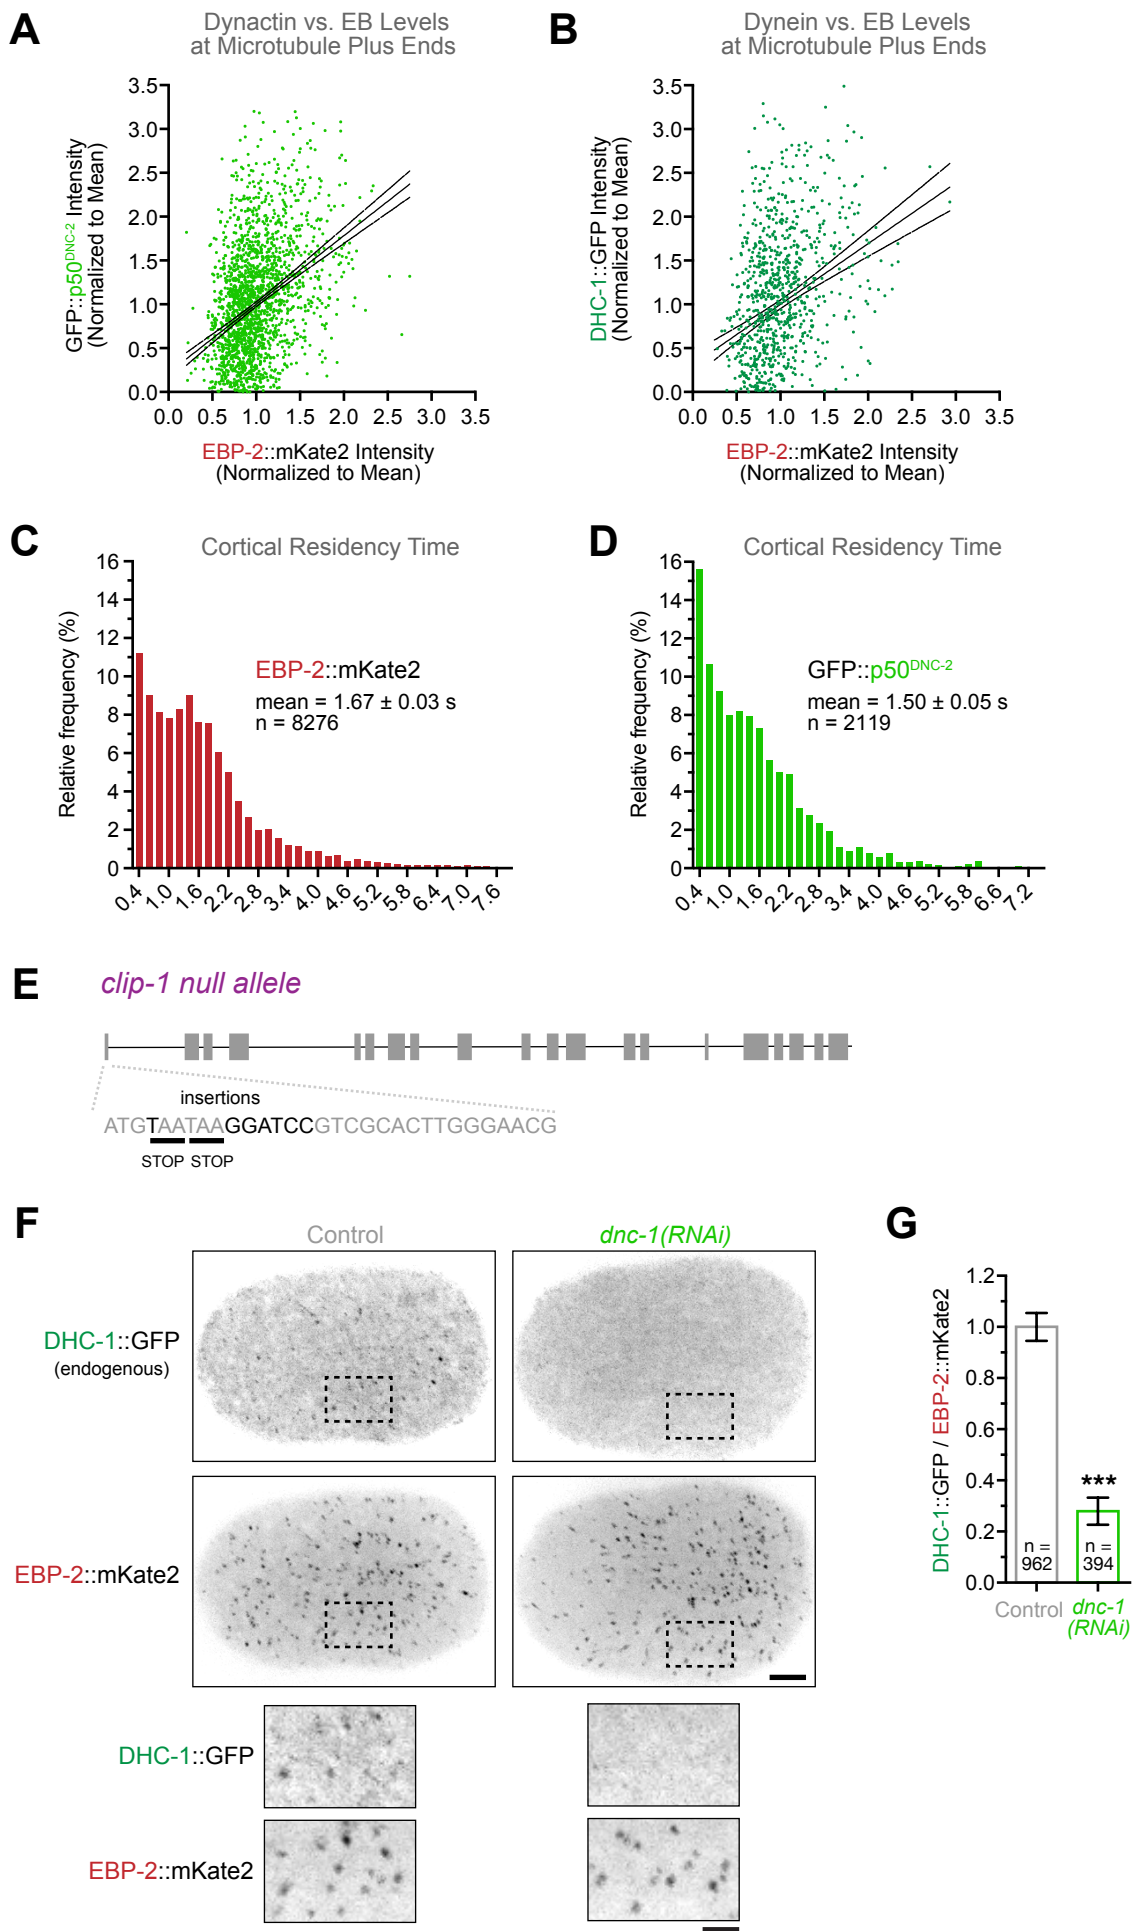 A
Dynactin vs. EB Levels
at Microtubule Plus Ends
GFP::p50DNC-2 Intensity
(Normalized to Mean)
3.5
3.0
2.5
2.0
1.5
1.0
0.5
0.0
0.0 0.5 1.0 1.5 2.0 2.5 3.0 3.5
EBP-2::mKate2 Intensity
(Normalized to Mean)
B
Dynein vs. EB Levels
at Microtubule Plus Ends
DHC-1::GFP Intensity
(Normalized to Mean)
3.5
3.0
2.5
2.0
1.5
1.0
0.5
0.0
0.0 0.5 1.0 1.5 2.0 2.5 3.0 3.5
EBP-2::mKate2 Intensity
(Normalized to Mean)
C
Cortical Residency Time
Relative frequency (%)
16
14
12
10
8
6
4
2
0
EBP-2::mKate2
mean = 1.67 ± 0.03 s
n = 8276
0.4 1.0 1.6 2.2 2.8 3.4 4.0 4.6 5.2 5.8 6.4 7.0 7.6
D
Cortical Residency Time
Relative frequency (%)
16
14
12
10
8
6
4
2
0
GFP::p50DNC-2
mean = 1.50 ± 0.05 s
n = 2119
0.4 1.0 1.6 2.2 2.8 3.4 4.0 4.6 5.2 5.8 6.6 7.2
E
clip-1 null allele
insertions
ATGTAATAAGGATCCGTCGCACTTGGGAACG
STOP STOP
F
Control
dnc-1(RNAi)
DHC-1::GFP
(endogenous)
EBP-2::mKate2
DHC-1::GFP
EBP-2::mKate2
G
DHC-1::GFP / EBP-2::mKate2
1.2
1.0
0.8
0.6
0.4
0.2
0.0
***
n =
962
n =
394
Control
dnc-1
(RNAi)